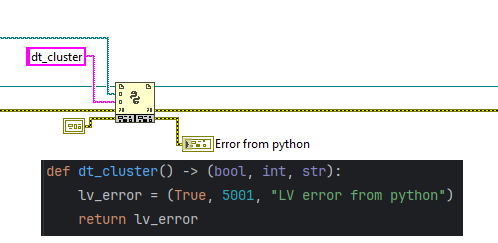 dt_cluster
Error from python
def dt_cluster() -> (bool, int, str):
    lv_error = (True, 5001, "LV error from python")
    return lv_error